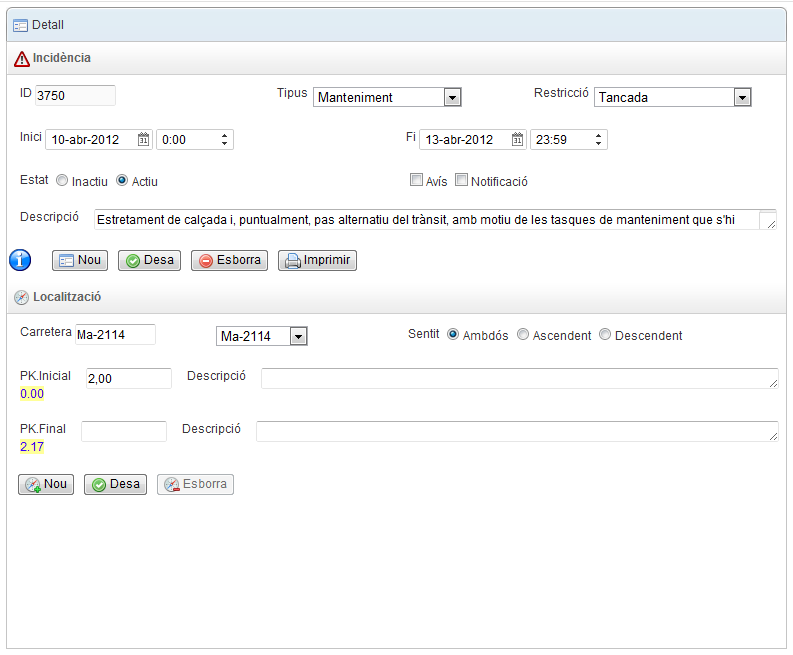 Detall
Incidència
ID 3750 Tipus Manteniment Restricció Tancada
Inici 10-abr-2012 31 0:00 Fi 13-abr-2012 31 23:59
Estat Inactiu Actiu Avís Notificació
Descripció Estretament de calçada i, puntualment, pas alternatiu del trànsit, amb motiu de les tasques de manteniment que s'hi
Nou Desa Esborra Imprimir
Localització
Carretera Ma-2114 Ma-2114 Sentit Ambdós Ascendent Descendent
PK.Inicial 2,00 Descripció
0.00
PK.Final Descripció
2.17
Nou Desa Esborra